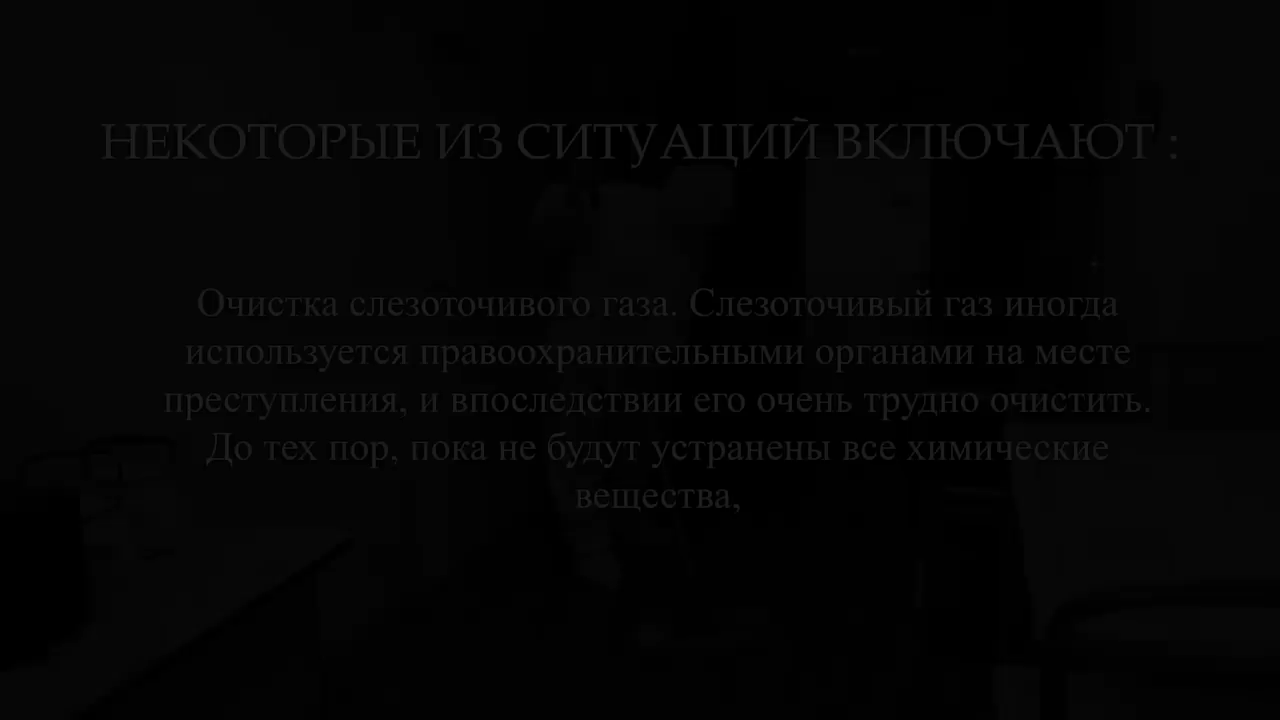 НЕКОТОРЫЕ ИЗ СИТУАЦИЙ ВКЛЮЧАЮТ :
Очистка слезоточивого газа. Слезоточивый газ иногда
используется правоохранительными органами на месте
преступления, и впоследствии его очень трудно очистить.
До тех пор, пока не будут устранены все химические
вещества,